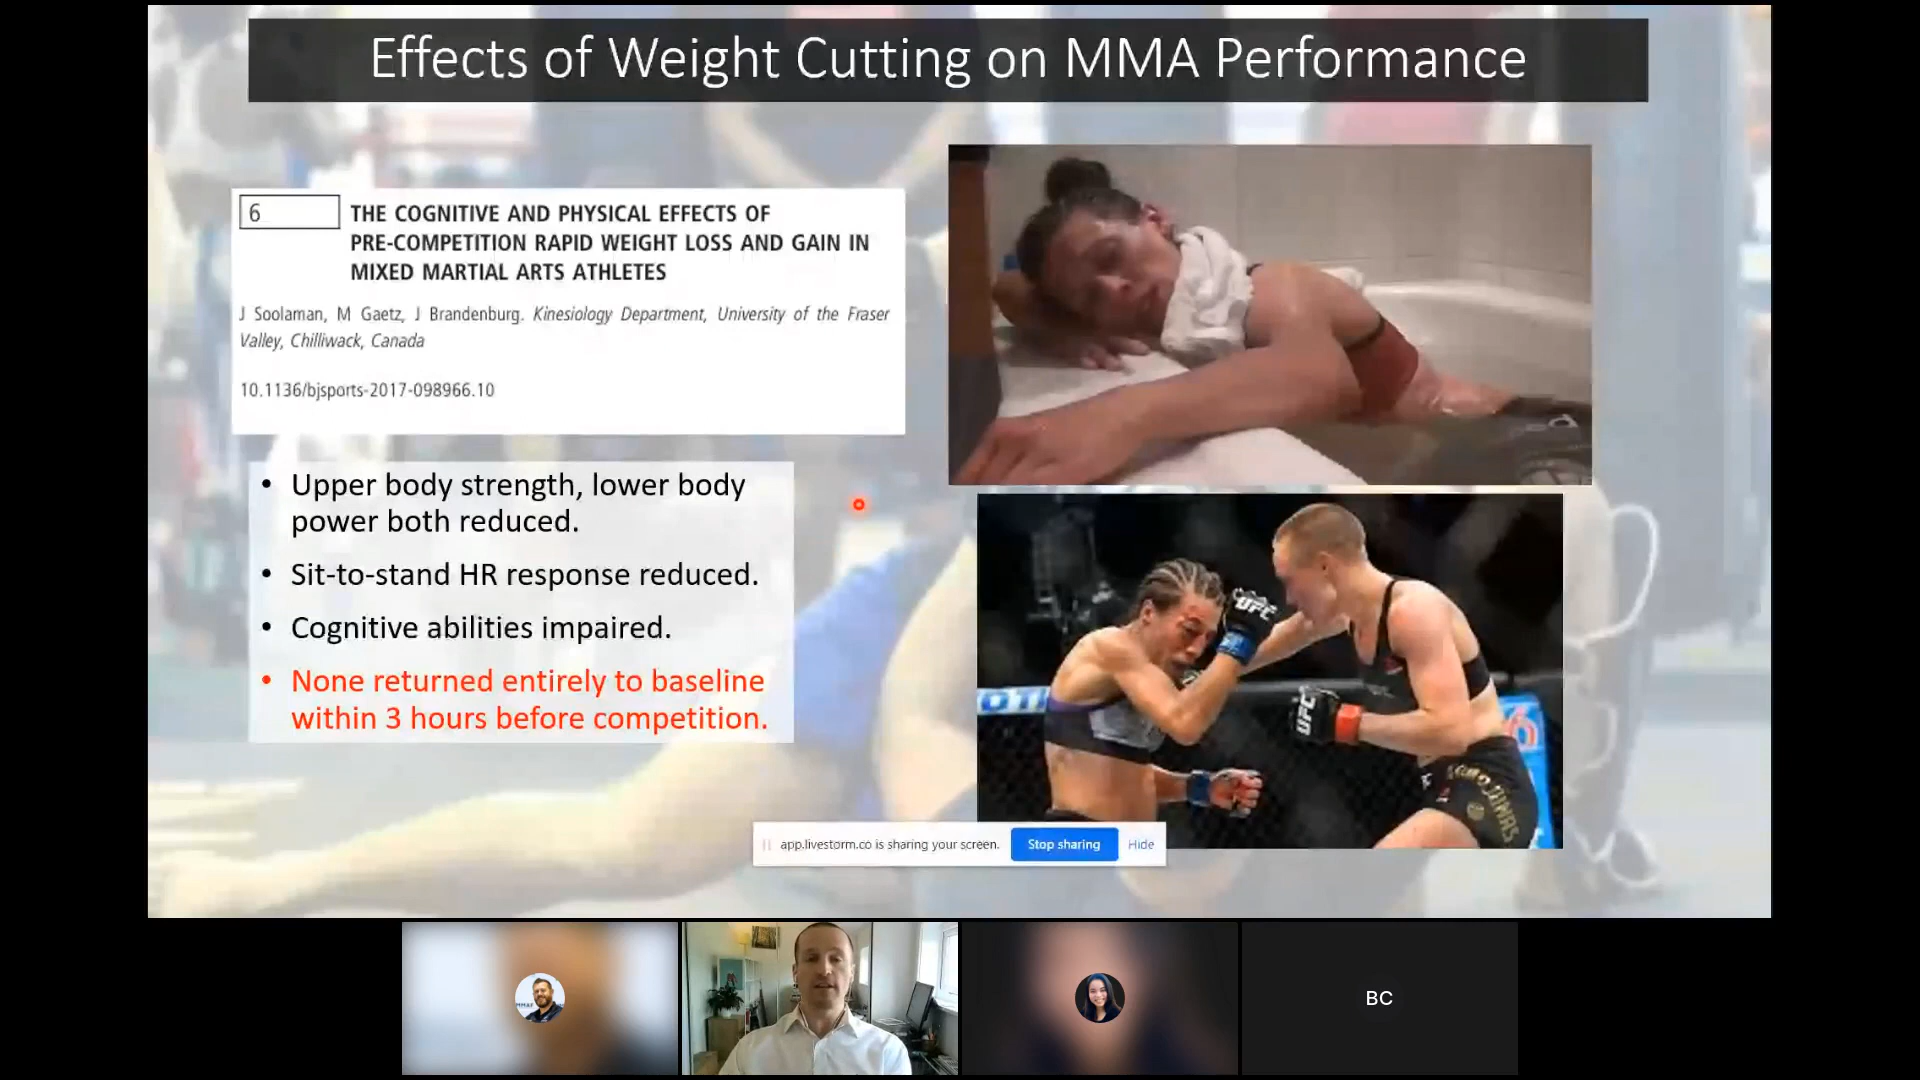 Effects of Weight Cutting on MMA Performance
6
THE COGNITIVE AND PHYSICAL EFFECTS OF
PRE-COMPETITION RAPID WEIGHT LOSS AND GAIN IN
MIXED MARTIAL ARTS ATHLETES
J Soolaman, M Gaetz, J Brandenburg. Kinesiology Department, University of the Fraser
Valley, Chilliwack, Canada
10.1136/bjsports-2017-098966.10
• Upper body strength, lower body
power both reduced.
• Sit-to-stand HR response reduced.
• Cognitive abilities impaired.
• None returned entirely to baseline
within 3 hours before competition.
UFC
UFC
app.livestorm.co is sharing your screen.
Stop sharing
Hide
BC